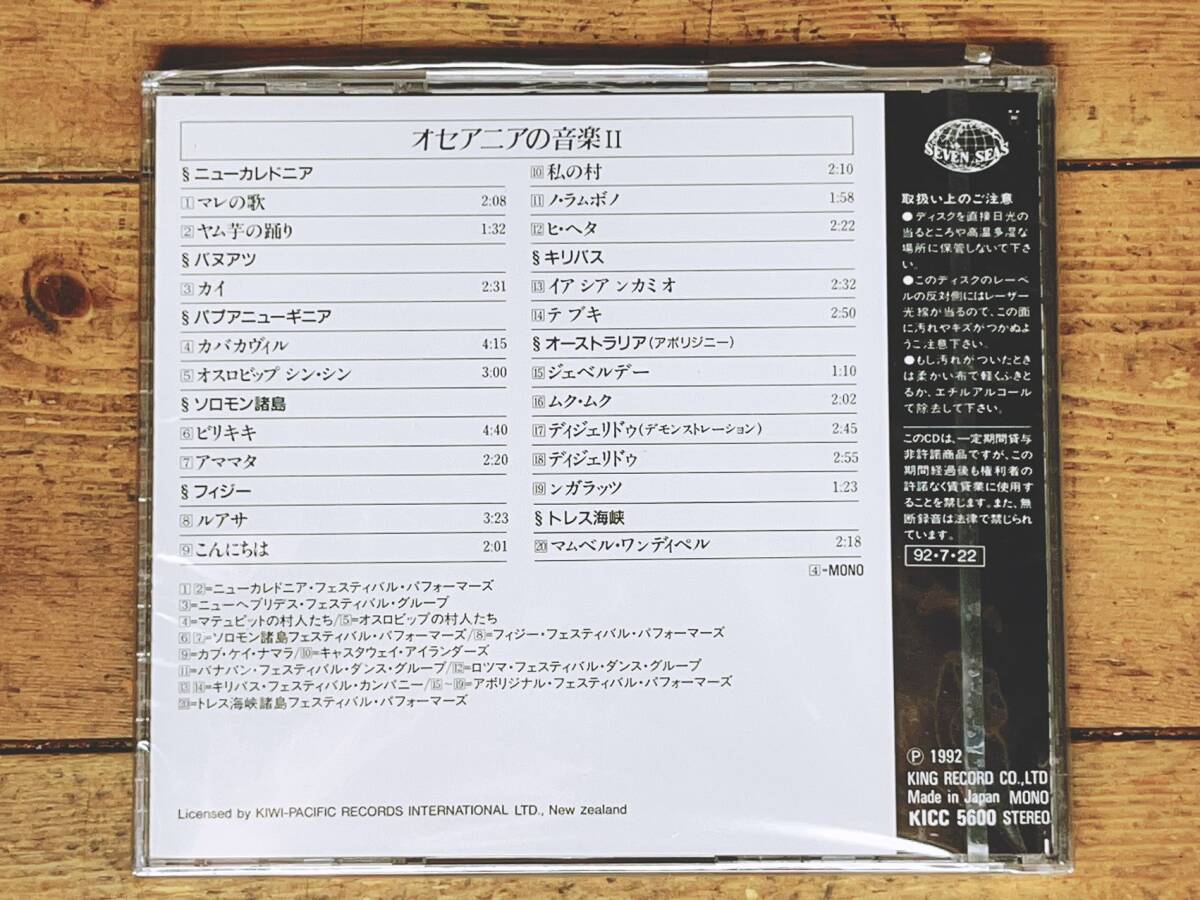 オセアニアの音楽II
§ニューカレドニア
1 マレの歌 2:08
2 ヤム芋の踊り 1:32
§バヌアツ
3 カイ 2:31
§パプアニューギニア
4 カバカヴィル 4:15
5 オスロビップ シン・シン 3:00
§ソロモン諸島
6 ビリキキ 4:40
7 アママタ 2:20
§フィジー
8 ルアサ 3:23
9 こんにちは 2:01
10 私の村 2:10
11 ノ・ラムボノ 1:58
12 ヒ・ヘタ 2:22
§キリバス
13 イア シアンカミオ 2:32
14 テ ブキ 2:50
§オーストラリア(アボリジニー)
15 ジェベルデー 1:10
16 ムク・ムク 2:02
17 ディジェリドゥ(デモンストレーション) 2:45
18 ディジェリドゥ 2:55
19 ンガラッツ 1:23
§トレス海峡
20 マムベル・ワンディペル 2:18
4=MONO
1 2=ニューカレドニア・フェスティバル・パフォーマーズ
3=ニューヘブリデス・フェスティバル・グループ
4=マテュピットの村人たち/5=オスロビップの村人たち
6 7=ソロモン諸島フェスティバル・パフォーマーズ/8=フィジー・フェスティバル・パフォーマーズ
9=カブ・ケイ・ナマラ/10=キャスタウェイ・アイランダーズ
11=バナバン・フェスティバル・ダンス・グループ/12=ロツマ・フェスティバル・ダンス・グループ
13 14=キリバス・フェスティバル・カンパニー/15~19=アボリジナル・フェスティバル・パフォーマーズ
20=トレス海峡諸島フェスティバル・パフォーマーズ
Licensed by KIWI-PACIFIC RECORDS INTERNATIONAL LTD., New zealand
SEVEN SEAS
取扱い上のご注意
●ディスクを直接日光の
当るところや高温多湿な
場所に保管しないで下さ
い。
●このディスクのレーベ
ルの反対側にはレーザー
光線が当るので、この面
に汚れやキズがつかぬよ
うご注意下さい。
●もし汚れがついたとき
は柔かい布で軽くふきと
るか、エチルアルコール
で除去して下さい。
このCDは、一定期間貸与
非許諾商品ですが、この
期間経過後も権利者の
許諾なく賃貸業に使用す
ることを禁じます。また、無
断録音は法律で禁じられ
ています。
92・7・22
Ⓟ 1992
KING RECORD CO.,LTD
Made in Japan MONO
KICC 5600 STEREO